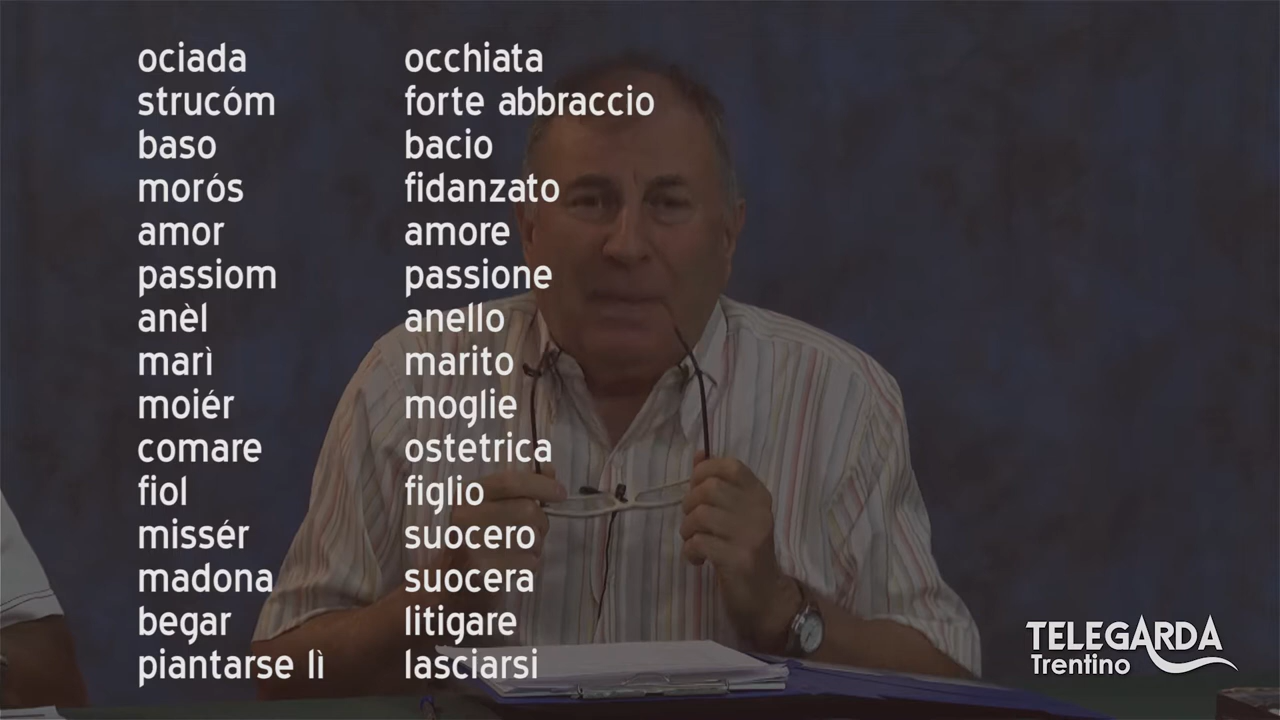 ociada occhiata
strucóm forte abbraccio
baso bacio
morós fidanzato
amor amore
passiom passione
anèl anello
marì marito
moiér moglie
comare ostetrica
fiol figlio
missér suocero
madona suocera
begar litigare
piantarse lì lasciarsi
TELEGARDA
Trentino